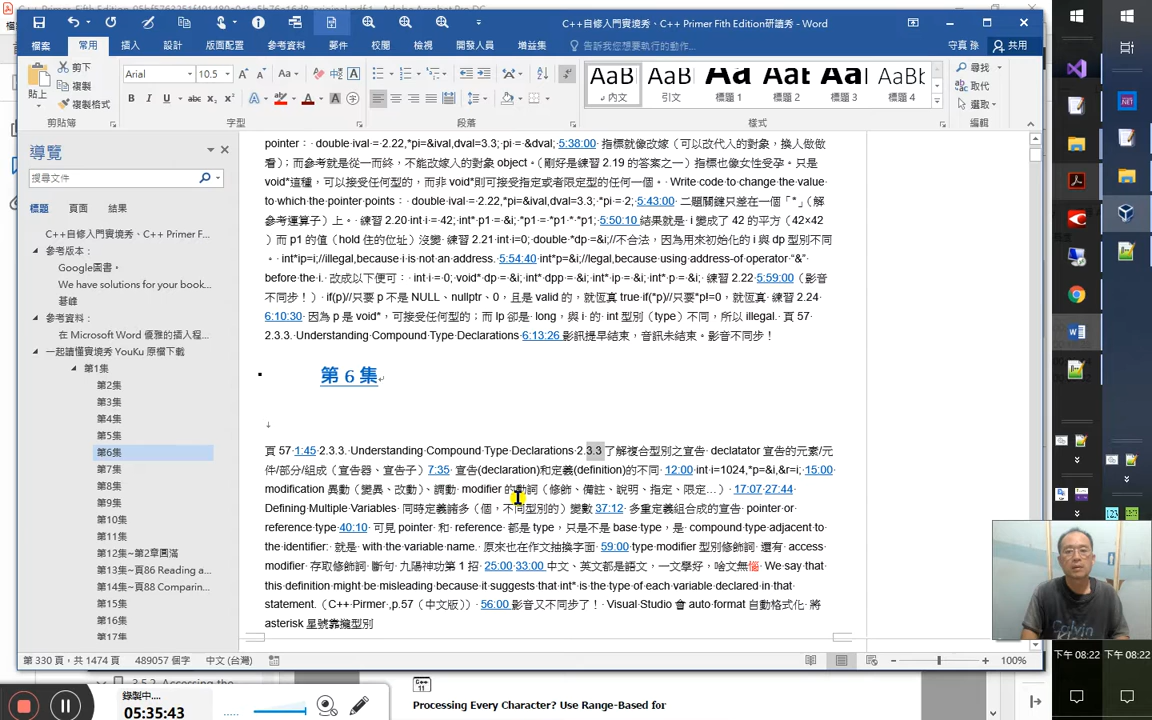 C++自修入門實境秀、C++ Primer Fith Edition研讀秀 - Word
檔案 常用 插入 設計 版面配置 參考資料 郵件 校閱 檢視 開發人員 增益集 告訴我您想要執行的動作... 守真 孫 共用
剪下
複製
複製格式
貼上
Arial 10.5
AaB AaB Aa Aat Aal AaB
內文 引文 標題 1 標題 2 標題 3 標題 4
尋找
取代
選取
剪貼簿 字型 段落 樣式 編輯
導覽
搜尋文件
標題 頁面 結果
C++自修入門實境秀、C++ Primer F...
參考版本:
Google圖書。
We have solutions for your book...
碁峰
參考資料:
在 Microsoft Word 優雅的插入程...
一起讀懂實境秀 YouKu 原檔下載
第1集
第2集
第3集
第4集
第5集
第6集
第7集
第8集
第9集
第10集
第11集
第12集~第2章圓滿
第13集~頁86 Reading a...
第14集~頁88 Comparin...
第15集
第16集
第17集
pointer: double ival = 2.22,*pi=&ival,dval=3.3; pi = &dval; 5:38:00 指標就像改嫁（可以改代人的對象，換人做做
看）；而參考就是從一而終，不能改嫁人的對象 object。（剛好是練習 2.19 的答案之一）指標也像女性受孕。只是
void*這種，可以接受任何型的，而非 void*則可接受指定或者限定型的任何一個。 Write code to change the value
to which the pointer points: double ival = 2.22,*pi=&ival,dval=3.3; *pi = 2; 5:43:00 二題關鍵只差在一個「*」（解
參考運算子）上。 練習 2.20 int i = 42; int* p1 = &i; *p1 = *p1 * *p1; 5:50:10 結果就是 i 變成了 42 的平方（42×42
）而 p1 的值（hold 住的位址）沒變 練習 2.21 int i=0; double *dp = &i;//不合法，因為用來初始化的 i 與 dp 型別不同
。 int*ip=i;//illegal,because i is not an address. 5:54:40 int*p=&i;//legal,because using address-of operator “&”
before the i. 改成以下便可： int i = 0; void* dp = &i; int* dpp = &i; int *ip = &i; int *p = &i; 練習 2.22 5:59:00（影音
不同步！）if(p)//只要 p 不是 NULL、nullptr、0，且是 valid 的，就恆真 true if(*p)//只要*p!=0，就恆真。 練習 2.24
6:10:30 因為 p 是 void*，可接受任何型的；而 lp 卻是 long，與 i 的 int 型別（type）不同，所以 illegal. 頁 57
2.3.3. Understanding Compound Type Declarations 6:13:26 影訊提早結束，音訊未結束。影音不同步！
第 6 集
頁 57 1:45 2.3.3. Understanding Compound Type Declarations 2.3.3 了解複合型別之宣告 declatator 宣告的元素/元
件/部分/組成（宣告器、宣告子）7:35 宣告(declaration)和定義(definition)的不同 12:00 int i=1024,*p=&i,&r=i; 15:00
modification 異動（變異、改動）、調動 modifier 的動詞（修飾、備註、說明、指定、限定…）17:07 27:44
Defining Multiple Variables 同時定義諸多（個，不同型別的）變數 37:12 多重定義組合成的宣告 pointer or
reference type 40:10 可見 pointer 和 reference 都是 type，只是不是 base type，是 compound type adjacent to
the identifier: 就是 with the variable name. 原來也在作文抽換字面 59:00 type modifier 型別修飾詞 還有 access
modifier 存取修飾詞 斷句 九陽神功第 1 招 25:00 33:00 中文、英文都是語文，一文學好，啥文無惱 We say that
this definition might be misleading because it suggests that int* is the type of each variable declared in that
statement.（C++ Pirmer ,p.57（中文版））56:00 影音又不同步了！ Visual Studio 會 auto format 自動格式化 將
asterisk 星號靠攏型別
第 330 頁，共 1474 頁 489057 個字 中文 (台灣) 100%
錄製中....
05:35:43
C++
11
Processing Every Character? Use Range-Based for
下午 08:22 下午 08:22